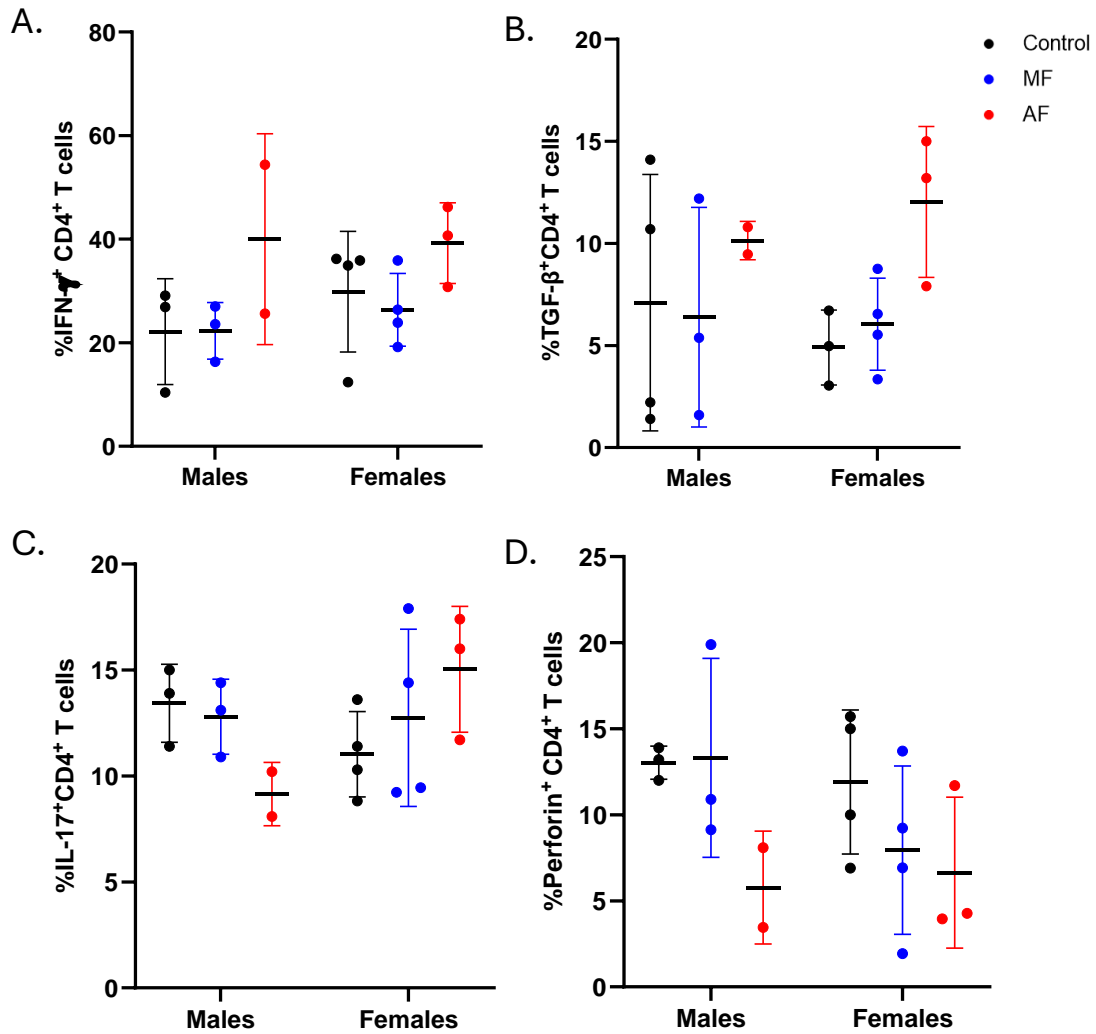 A.
%IFN-γ⁺ CD4⁺ T cells
80
60
40
20
0
Males
Females
B.
%TGF-β⁺CD4⁺ T cells
20
15
10
5
0
Males
Females
Control
MF
AF
C.
%IL-17⁺CD4⁺ T cells
20
15
10
5
0
Males
Females
D.
%Perforin⁺ CD4⁺ T cells
25
20
15
10
5
0
Males
Females